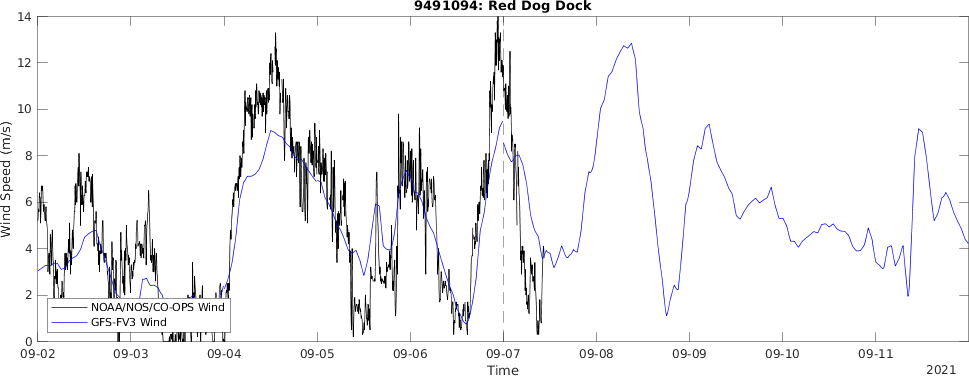 9491094: Red Dog Dock
Wind Speed (m/s)
14
12
10
8
6
4
2
0
NOAA/NOS/CO-OPS Wind
GFS-FV3 Wind
09-02 09-03 09-04 09-05 09-06 09-07 09-08 09-09 09-10 09-11
Time
2021